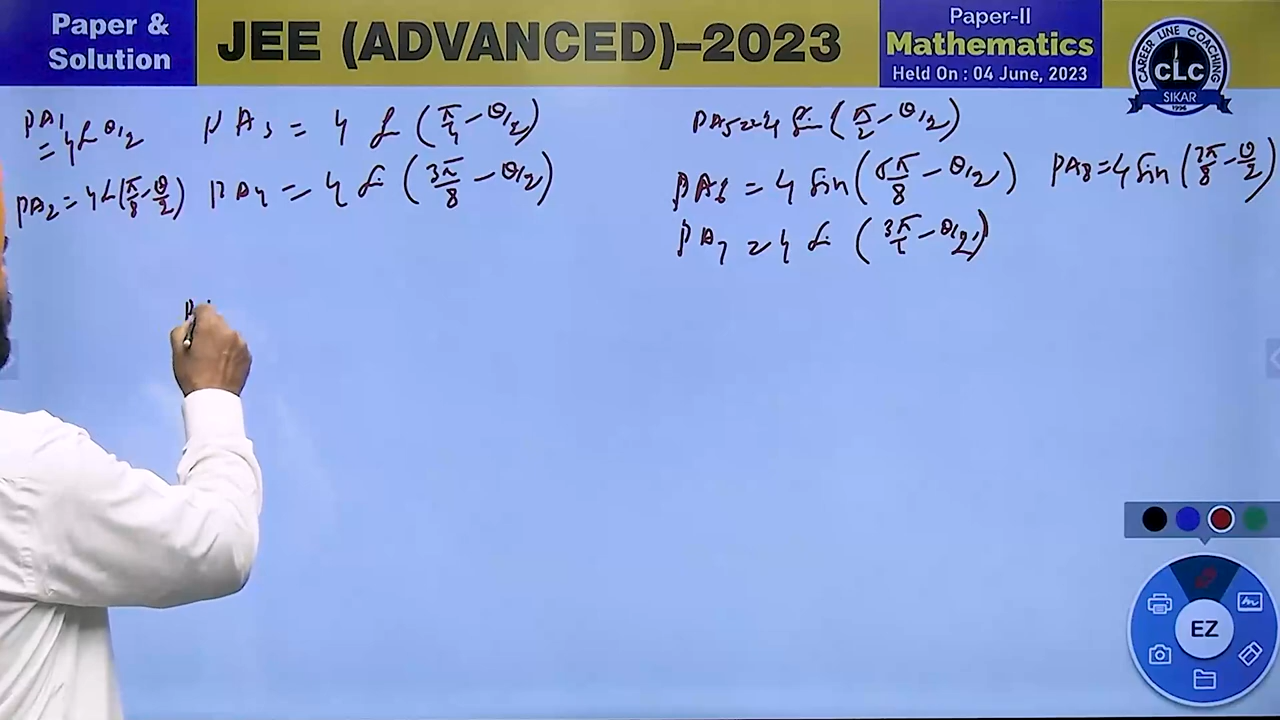 Paper &
Solution
JEE (ADVANCED)–2023
Paper-II
Mathematics
Held On : 04 June, 2023
CAREER LINE COACHING
CLC
SIKAR
1996
PA1
= 4 sin θ/2
PA2 = 4 sin (π/8 - θ/2)
PA3 = 4 sin (π/4 - θ/2)
PA4 = 4 sin (3π/8 - θ/2)
PA5 = 4 sin (π/2 - θ/2)
PA6 = 4 Sin (5π/8 - θ/2)
PA7 = 4 sin (3π/4 - θ/2)
PA8 = 4 Sin (7π/8 - θ/2)
P
EZ